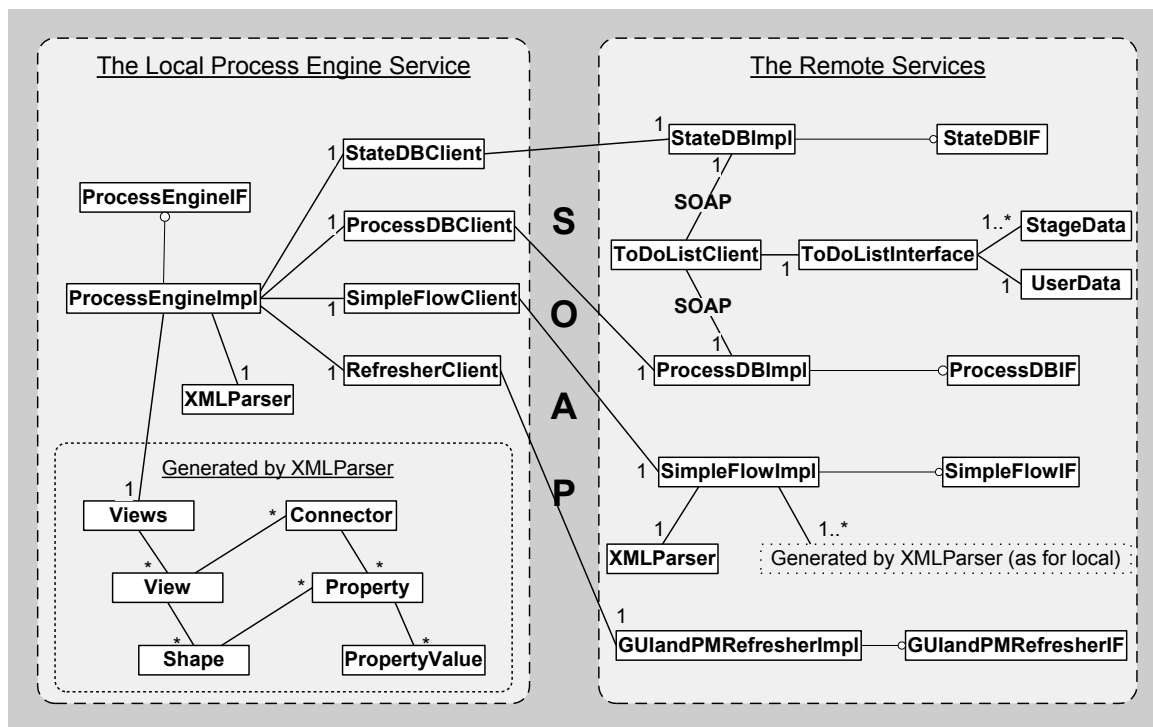 The Local Process Engine Service
The Remote Services
1
StateDBClient
1
StateDBImpl
StateDBIF
1
ProcessEngineIF
SOAP
1
ProcessDBClient
S
1..*
StageData
ToDoListClient
1
ToDoListInterface
1
UserData
ProcessEngineImpl
1
SimpleFlowClient
O
SOAP
1
1
RefresherClient
1
ProcessDBImpl
ProcessDBIF
1
XMLParser
A
Generated by XMLParser
1
SimpleFlowImpl
SimpleFlowIF
P
1
Views
*
Connector
1
1..*
XMLParser
Generated by XMLParser (as for local)
*
View
*
*
Property
1
*
Shape
*
PropertyValue
GUIandPMRefresherImpl
GUIandPMRefresherIF